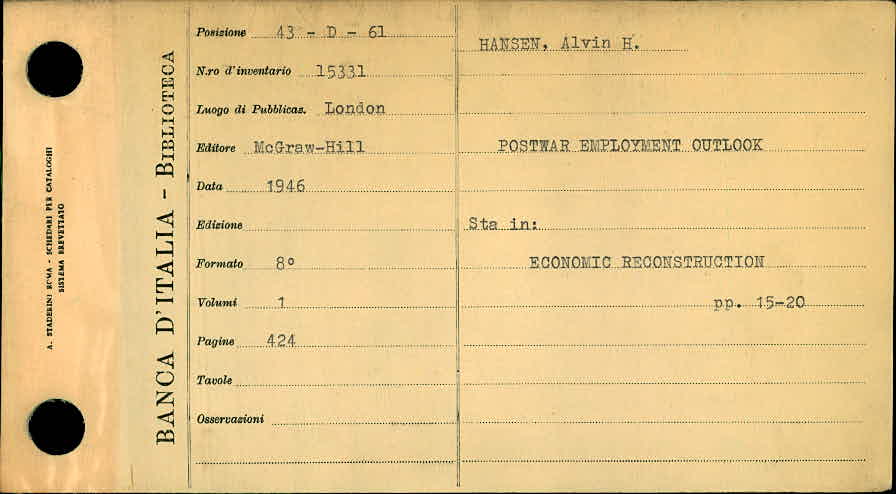 A. STADERINI ROMA - SCHEDARI PER CATALOGHI
SISTEMA BREVETTATO
BANCA D'ITALIA - BIBLIOTECA
Posizione 43 - D - 61
N.ro d'inventario 15331
Luogo di Pubblicaz. London
Editore McGraw-Hill
Data 1946
Edizione
Formato 8°
Volumi 1
Pagine 424
Tavole
Osservazioni
HANSEN, Alvin H.
POSTWAR EMPLOYMENT OUTLOOK
Sta in:
ECONOMIC RECONSTRUCTION
pp. 15-20